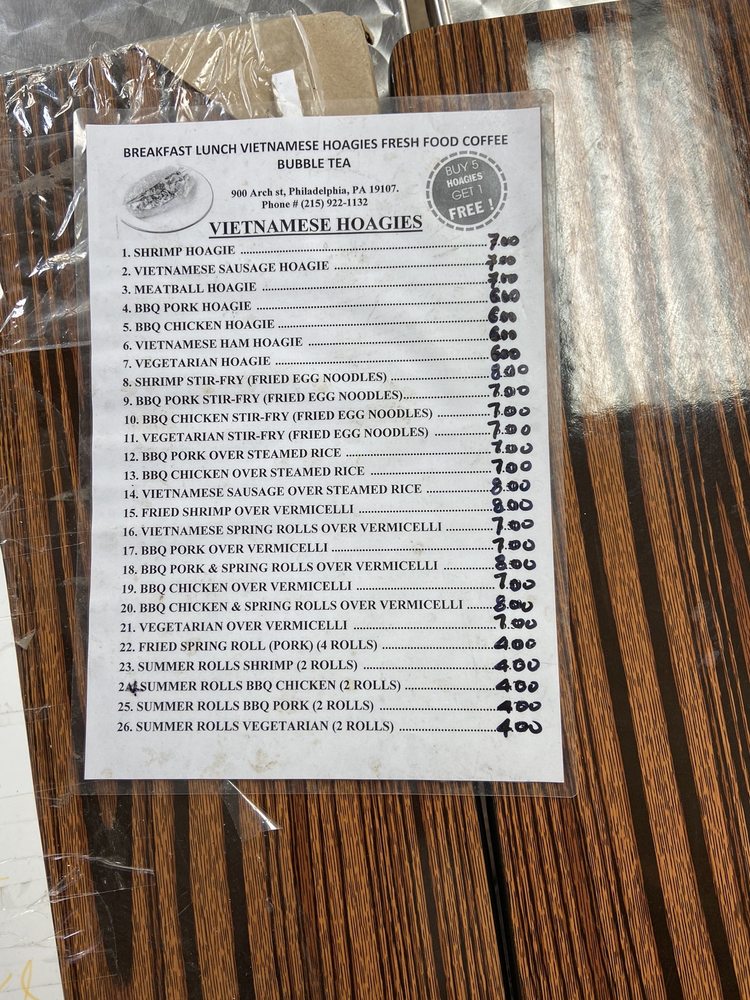 BREAKFAST LUNCH VIETNAMESE HOAGIES FRESH FOOD COFFEE
BUBBLE TEA
900 Arch st, Philadelphia, PA 19107.
Phone # (215) 922-1132
BUY 5
HOAGIES
GET 1
FREE !
VIETNAMESE HOAGIES
1. SHRIMP HOAGIE ........ 7.00
2. VIETNAMESE SAUSAGE HOAGIE ........ 7.00
3. MEATBALL HOAGIE ........ 7.00
4. BBQ PORK HOAGIE ........ 6.00
5. BBQ CHICKEN HOAGIE ........ 6.00
6. VIETNAMESE HAM HOAGIE ........ 6.00
7. VEGETARIAN HOAGIE ........ 6.00
8. SHRIMP STIR-FRY (FRIED EGG NOODLES) ........ 8.00
9. BBQ PORK STIR-FRY (FRIED EGG NOODLES) ........ 7.00
10. BBQ CHICKEN STIR-FRY (FRIED EGG NOODLES) ........ 7.00
11. VEGETARIAN STIR-FRY (FRIED EGG NOODLES) ........ 7.00
12. BBQ PORK OVER STEAMED RICE ........ 7.00
13. BBQ CHICKEN OVER STEAMED RICE ........ 7.00
14. VIETNAMESE SAUSAGE OVER STEAMED RICE ........ 8.00
15. FRIED SHRIMP OVER VERMICELLI ........ 8.00
16. VIETNAMESE SPRING ROLLS OVER VERMICELLI ........ 7.00
17. BBQ PORK OVER VERMICELLI ........ 7.00
18. BBQ PORK & SPRING ROLLS OVER VERMICELLI ........ 8.00
19. BBQ CHICKEN OVER VERMICELLI ........ 7.00
20. BBQ CHICKEN & SPRING ROLLS OVER VERMICELLI ........ 8.00
21. VEGETARIAN OVER VERMICELLI ........ 7.00
22. FRIED SPRING ROLL (PORK) (4 ROLLS) ........ 4.00
23. SUMMER ROLLS SHRIMP (2 ROLLS) ........ 4.00
24. SUMMER ROLLS BBQ CHICKEN (2 ROLLS) ........ 4.00
25. SUMMER ROLLS BBQ PORK (2 ROLLS) ........ 4.00
26. SUMMER ROLLS VEGETARIAN (2 ROLLS) ........ 4.00